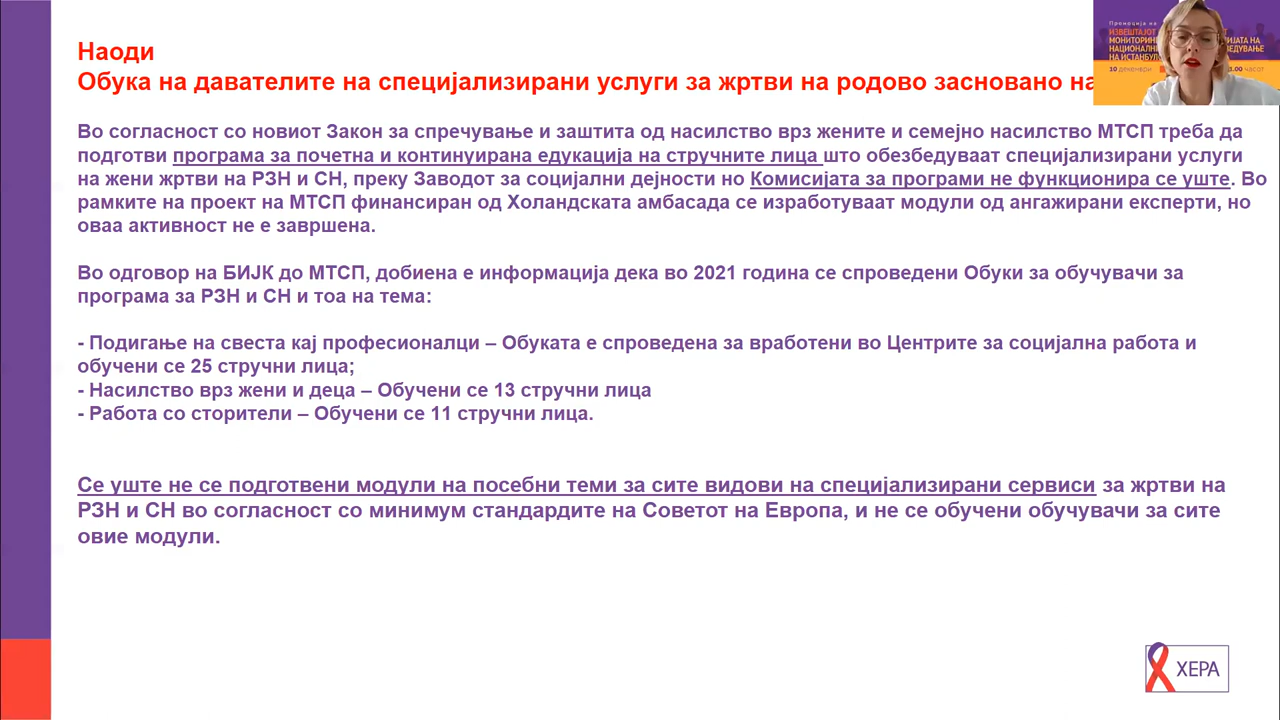 Наоди
Обука на давателите на специјализирани услуги за жртви на родово засновано
Во согласност со новиот Закон за спречување и заштита од насилство врз жените и семејно насилство МТСП треба да
подготви програма за почетна и континуирана едукација на стручните лица што обезбедуваат специјализирани услуги
на жени жртви на РЗН и СН, преку Заводот за социјални дејности но Комисијата за програми не функционира се уште. Во
рамките на проект на МТСП финансиран од Холандската амбасада се изработуваат модули од ангажирани експерти, но
оваа активност не е завршена.
Во одговор на БИЈК до МТСП, добиена е информација дека во 2021 година се спроведени Обуки за обучувачи за
програма за РЗН и СН и тоа на тема:
- Подигање на свеста кај професионалци – Обуката е спроведена за вработени во Центрите за социјална работа и
обучени се 25 стручни лица;
- Насилство врз жени и деца – Обучени се 13 стручни лица
- Работа со сторители – Обучени се 11 стручни лица.
Се уште не се подготвени модули на посебни теми за сите видови на специјализирани сервиси за жртви на
РЗН и СН во согласност со минимум стандардите на Советот на Европа, и не се обучени обучувачи за сите
овие модули.
Промоција на
ИЗВЕШТАЈОТ
10 ДЕКЕМВРИ
ХЕРА